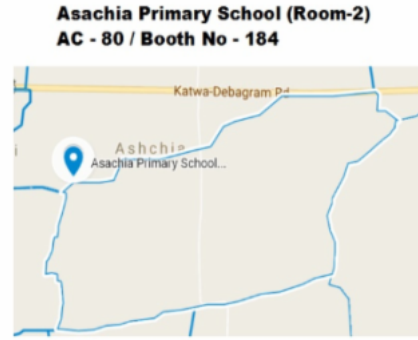 Asachia Primary School (Room-2)
AC - 80 / Booth No - 184
Katwa-Debagram Rd
Ashchia
Asachia Primary School...
i